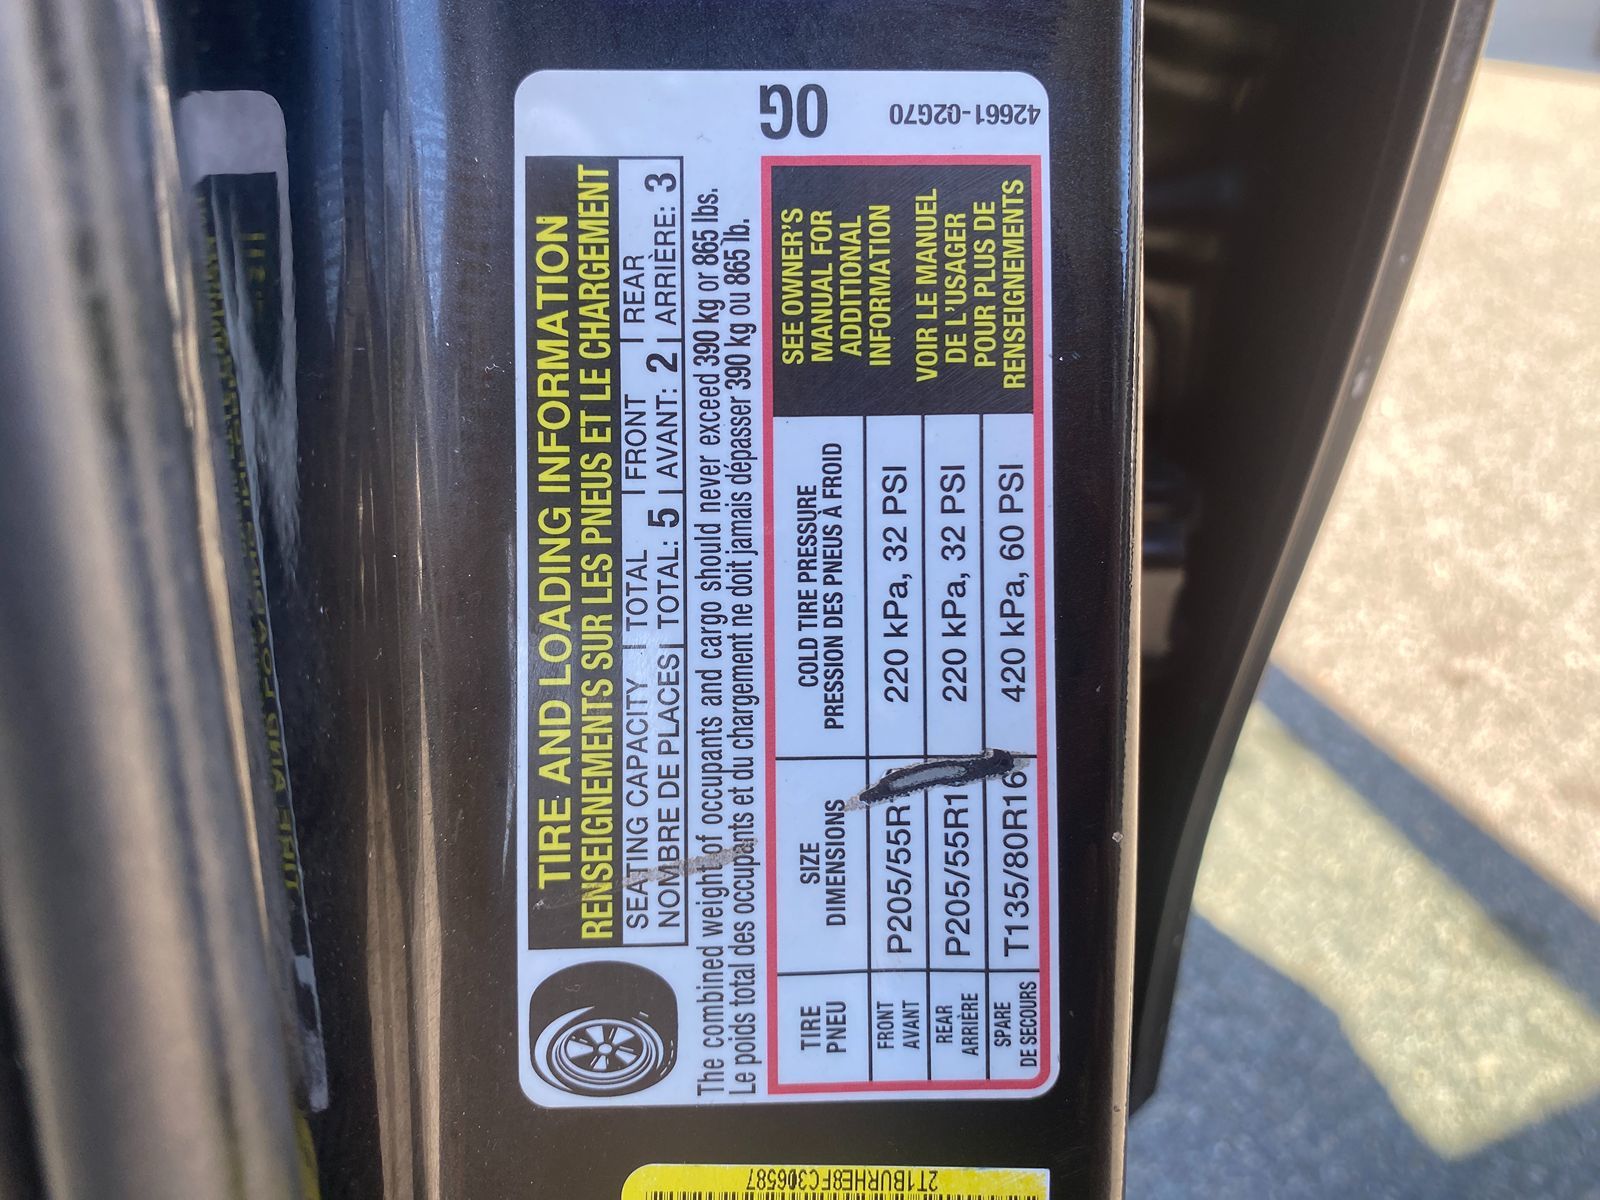 TIRE AND LOADING INFORMATION
RENSEIGNEMENTS SUR LES PNEUS ET LE CHARGEMENT
SEATING CAPACITY | TOTAL | FRONT | REAR
NOMBRE DE PLACES | TOTAL: 5 | AVANT: 2 | ARRIÈRE: 3
The combined weight of occupants and cargo should never exceed 390 kg or 865 lbs.
Le poids total des occupants et du chargement ne doit jamais dépasser 390 kg ou 865 lb.
TIRE
PNEU
SIZE
DIMENSIONS
COLD TIRE PRESSURE
PRESSION DES PNEUS À FROID
FRONT
AVANT
P205/55R
220 kPa, 32 PSI
REAR
ARRIÈRE
P205/55R1
220 kPa, 32 PSI
SPARE
DE SECOURS
T135/80R16
420 kPa, 60 PSI
SEE OWNER'S
MANUAL FOR
ADDITIONAL
INFORMATION
VOIR LE MANUEL
DE L'USAGER
POUR PLUS DE
RENSEIGNEMENTS
0G
42661-02G70
2T1BURHE8FC306587